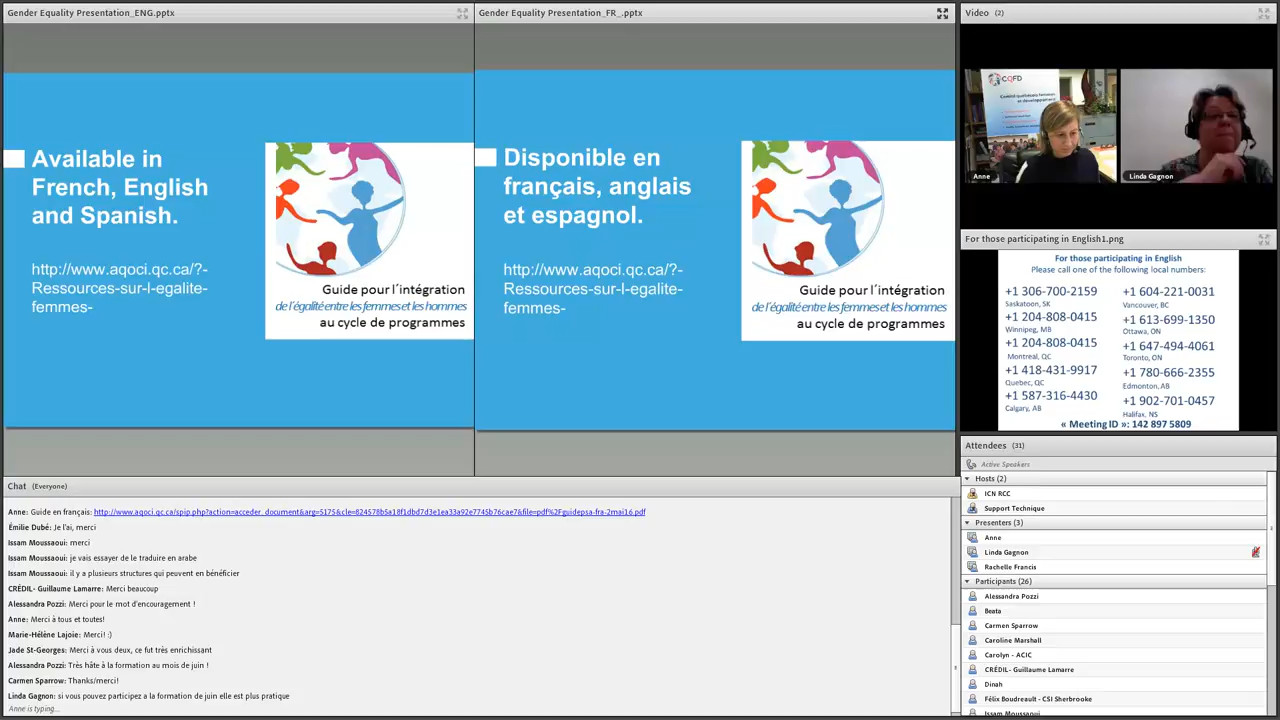 Gender Equality Presentation_ENG.pptx
Available in
French, English
and Spanish.
http://www.aqoci.qc.ca/?-
Ressources-sur-l-egalite-
femmes-
Guide pour l´intégration
de l´égalité entre les femmes et les hommes
au cycle de programmes
Gender Equality Presentation_FR_.pptx
Disponible en
français, anglais
et espagnol.
http://www.aqoci.qc.ca/?-
Ressources-sur-l-egalite-
femmes-
Guide pour l´intégration
de l´égalité entre les femmes et les hommes
au cycle de programmes
Video (2)
CQFD
Comité québécois femmes
et développement
Anne
Linda Gagnon
For those participating in English1.png
For those participating in English
Please call one of the following local numbers:
+1 306-700-2159
Saskatoon, SK
+1 204-808-0415
Winnipeg, MB
+1 204-808-0415
Montreal, QC
+1 418-431-9917
Quebec, QC
+1 587-316-4430
Calgary, AB
+1 604-221-0031
Vancouver, BC
+1 613-699-1350
Ottawa, ON
+1 647-494-4061
Toronto, ON
+1 780-666-2355
Edmonton, AB
+1 902-701-0457
Halifax, NS
« Meeting ID »: 142 897 5809
Attendees (31)
Active Speakers
Hosts (2)
ICN RCC
Support Technique
Presenters (3)
Anne
Linda Gagnon
Rachelle Francis
Participants (26)
Alessandra Pozzi
Beata
Carmen Sparrow
Caroline Marshall
Carolyn - ACIC
CRÉDIL- Guillaume Lamarre
Dinah
Félix Boudreault - CSI Sherbrooke
Issam Moussaoui
Chat (Everyone)
Anne: Guide en français: http://www.aqoci.qc.ca/spip.php?action=acceder_document&arg=5175&cle=824578b5a18f1dbd7d3e1ea33a92e7745b76cae7&file=pdf%2Fguidepsa-fra-2mai16.pdf
Émilie Dubé: Je l'ai, merci
Issam Moussaoui: merci
Issam Moussaoui: je vais essayer de le traduire en arabe
Issam Moussaoui: il y a plusieurs structures qui peuvent en bénéficier
CRÉDIL- Guillaume Lamarre: Merci beaucoup
Alessandra Pozzi: Merci pour le mot d'encouragement !
Anne: Merci à tous et toutes!
Marie-Hélène Lajoie: Merci! :)
Jade St-Georges: Merci à vous deux, ce fut très enrichissant
Alessandra Pozzi: Très hâte à la formation au mois de juin !
Carmen Sparrow: Thanks/merci!
Linda Gagnon: si vous pouvez participez a la formation de juin elle est plus pratique
Anne is typing...